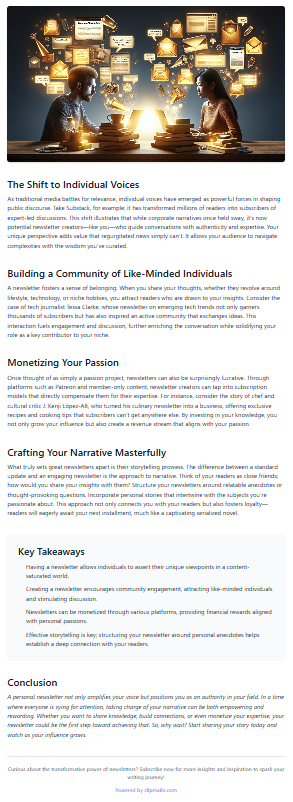 The Shift to Individual Voices
As traditional media battles for relevance, individual voices have emerged as powerful forces in shaping
public discourse. Take Substack, for example; it has transformed millions of readers into subscribers of
expert-led discussions. This shift illustrates that while corporate narratives once held sway, it's now
potential newsletter creators—like you—who guide conversations with authenticity and expertise. Your
unique perspective adds value that regurgitated news simply can't. It allows your audience to navigate
complexities with the wisdom you've curated.
Building a Community of Like-Minded Individuals
A newsletter fosters a sense of belonging. When you share your thoughts, whether they revolve around
lifestyle, technology, or niche hobbies, you attract readers who are drawn to your insights. Consider the
case of tech journalist Tessa Clarke, whose newsletter on emerging tech trends not only garners
thousands of subscribers but has also inspired an active community that exchanges ideas. This
interaction fuels engagement and discussion, further enriching the conversation while solidifying your
role as a key contributor to your niche.
Monetizing Your Passion
Once thought of as simply a passion project, newsletters can also be surprisingly lucrative. Through
platforms such as Patreon and member-only content, newsletter creators can tap into subscription
models that directly compensate them for their expertise. For instance, consider the story of chef and
cultural critic J. Kenji López-Alt, who turned his culinary newsletter into a business, offering exclusive
recipes and cooking tips that subscribers can't get anywhere else. By investing in your knowledge, you
not only grow your influence but also create a revenue stream that aligns with your passion.
Crafting Your Narrative Masterfully
What truly sets great newsletters apart is their storytelling prowess. The difference between a standard
update and an engaging newsletter is the approach to narrative. Think of your readers as close friends;
how would you share your insights with them? Structure your newsletters around relatable anecdotes or
thought-provoking questions. Incorporate personal stories that intertwine with the subjects you're
passionate about. This approach not only connects you with your readers but also fosters loyalty—
readers will eagerly await your next installment, much like a captivating serialized novel.
Key Takeaways
Having a newsletter allows individuals to assert their unique viewpoints in a content-
saturated world.
Creating a newsletter encourages community engagement, attracting like-minded individuals
and stimulating discussion.
Newsletters can be monetized through various platforms, providing financial rewards aligned
with personal passions.
Effective storytelling is key; structuring your newsletter around personal anecdotes helps
establish a deep connection with your readers.
Conclusion
A personal newsletter not only amplifies your voice but positions you as an authority in your field. In a time
where everyone is vying for attention, taking charge of your narrative can be both empowering and
rewarding. Whether you want to share knowledge, build connections, or even monetize your expertise, your
newsletter could be the first step toward achieving that. So, why wait? Start sharing your story today and
watch as your influence grows.
Curious about the transformative power of newsletters? Subscribe now for more insights and inspiration to spark your
writing journey!
Powered by clipmailo.com